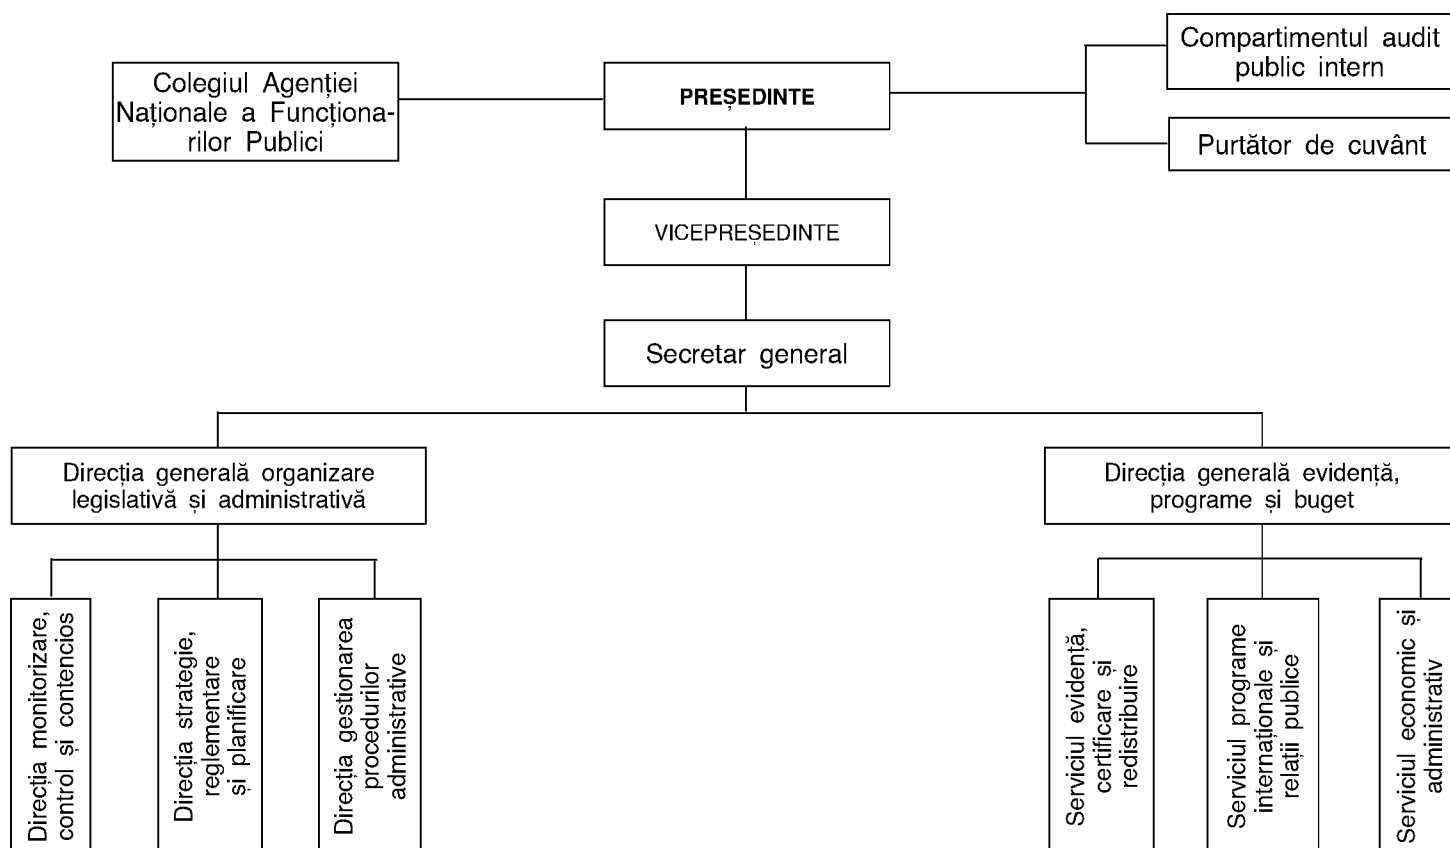 Colegiul Agenției
Naționale a Funcționa-
rilor Publici
PREȘEDINTE
Compartimentul audit
public intern
Purtător de cuvânt
VICEPREȘEDINTE
Secretar general
Direcția generală organizare
legislativă și administrativă
Direcția generală evidență,
programe și buget
Direcția monitorizare,
control și contencios
Direcția strategie,
reglementare
și planificare
Direcția gestionarea
procedurilor
administrative
Serviciul evidență,
certificare și
redistribuire
Serviciul programe
internaționale și
relații publice
Serviciul economic și
administrativ